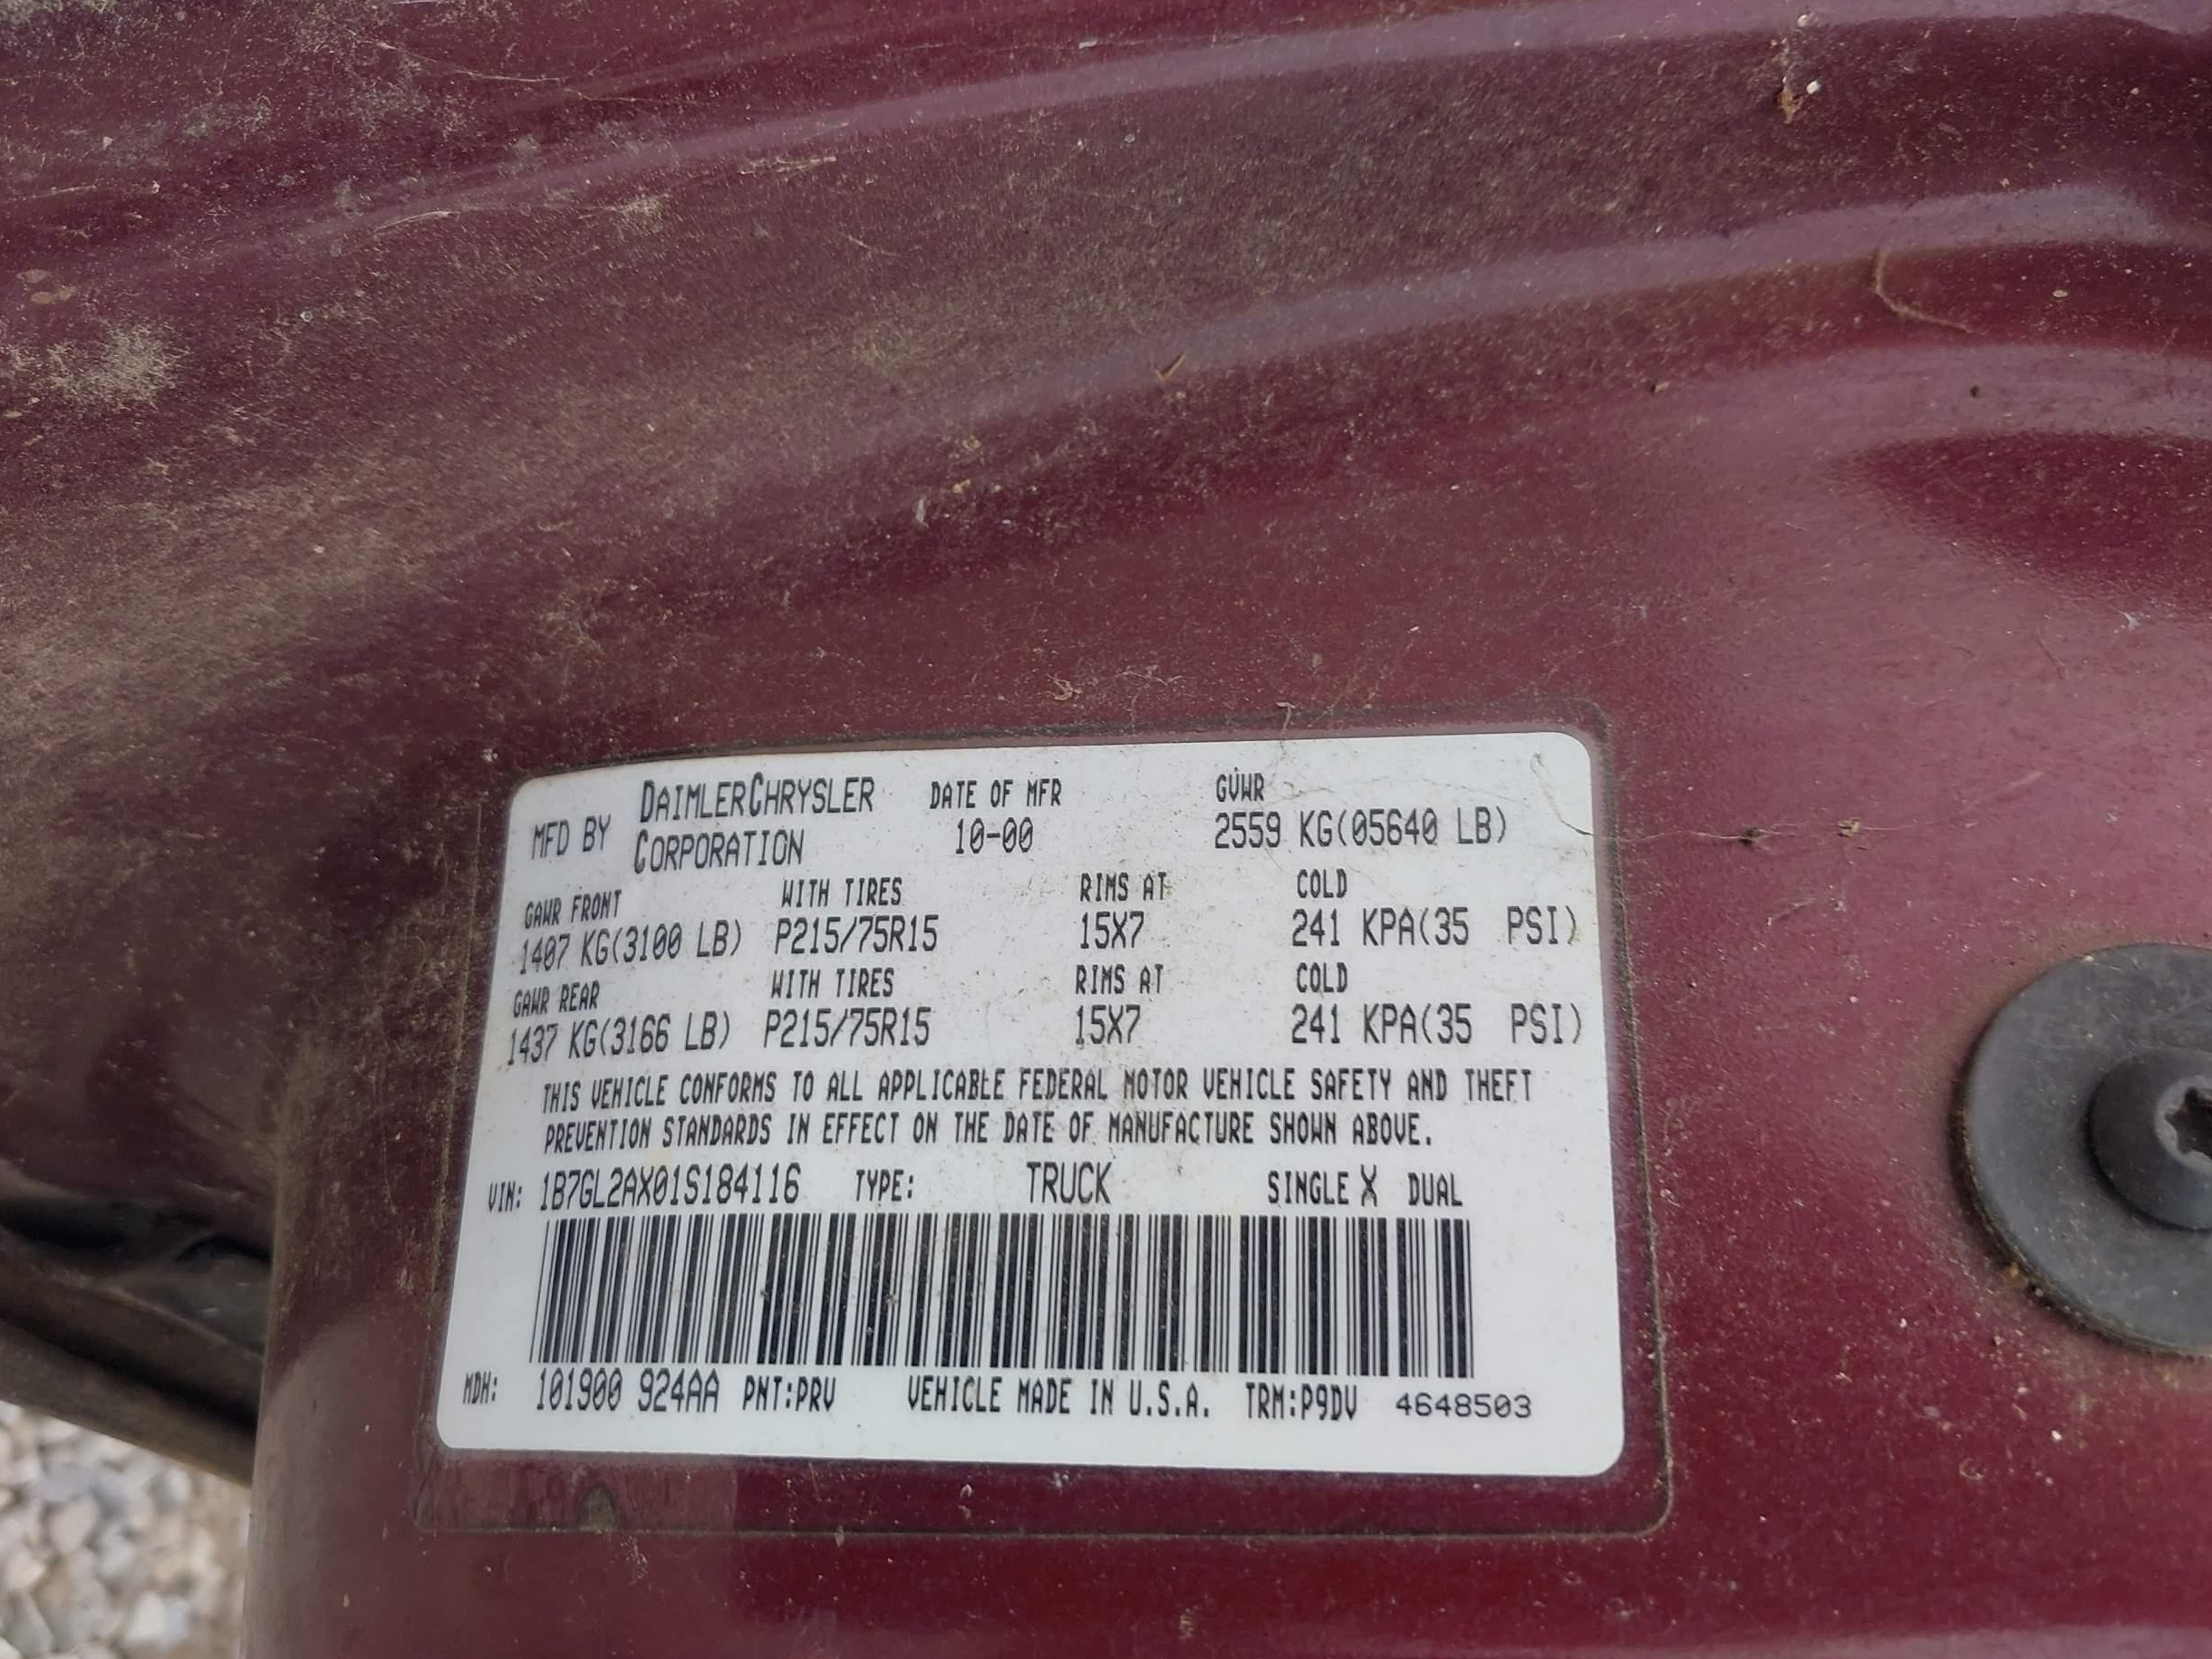 MFD BY DAIMLERCHRYSLER CORPORATION DATE OF MFR 10-00 GVWR 2559 KG(05640 LB)
GAWR FRONT WITH TIRES RIMS AT COLD
1407 KG(3100 LB) P215/75R15 15X7 241 KPA(35 PSI)
GAWR REAR WITH TIRES RIMS AT COLD
1437 KG(3166 LB) P215/75R15 15X7 241 KPA(35 PSI)
THIS VEHICLE CONFORMS TO ALL APPLICABLE FEDERAL MOTOR VEHICLE SAFETY AND THEFT
PREVENTION STANDARDS IN EFFECT ON THE DATE OF MANUFACTURE SHOWN ABOVE.
VIN: 1B7GL2AX01S184116 TYPE: TRUCK SINGLE X DUAL
MDH: 101900 924AA PNT:PRV VEHICLE MADE IN U.S.A. TRM:P9DV 4648503